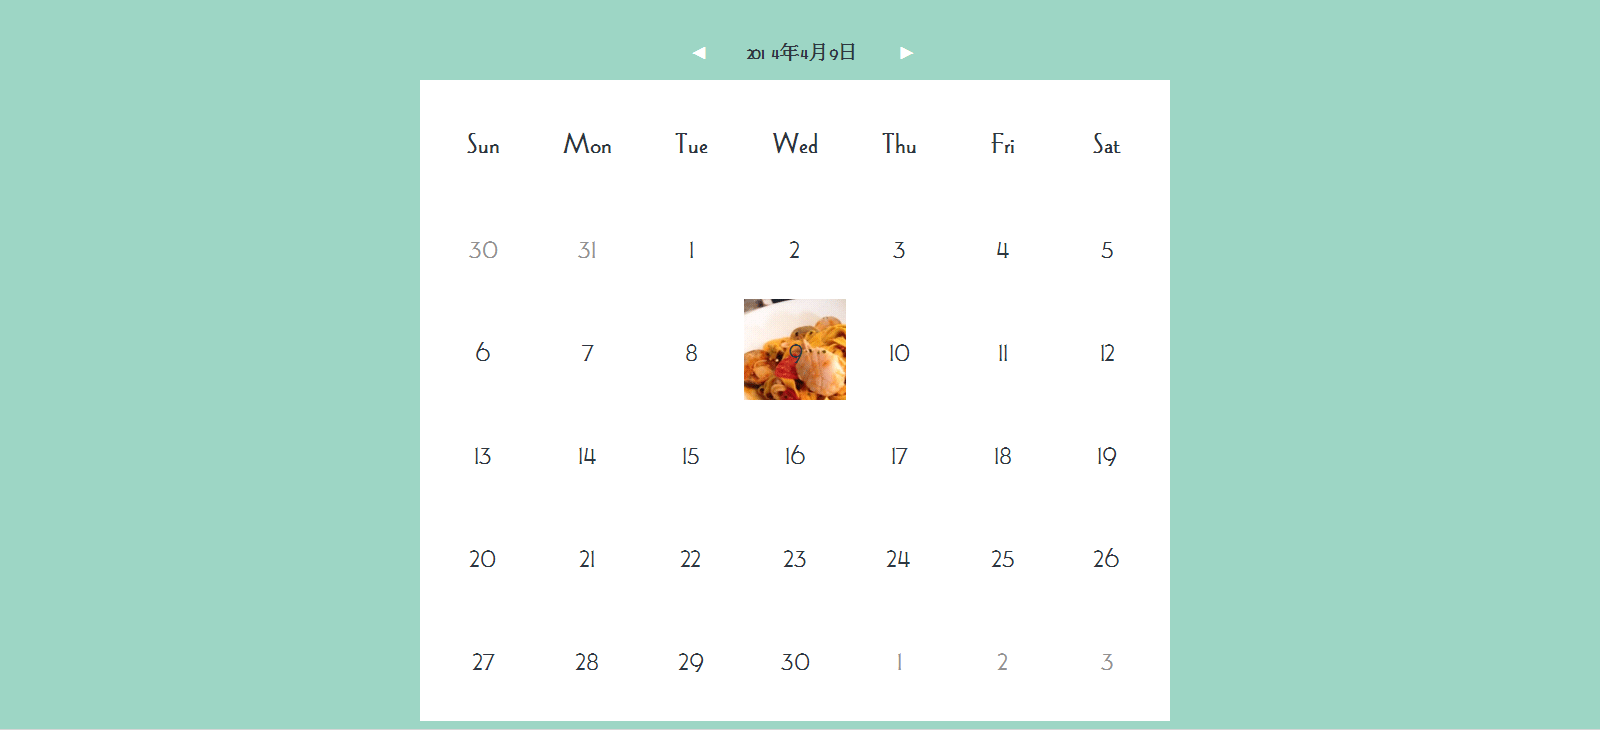 ◀ 2014年4月9日 ▶
Sun Mon Tue Wed Thu Fri Sat
30 31 1 2 3 4 5
6 7 8 9 10 11 12
13 14 15 16 17 18 19
20 21 22 23 24 25 26
27 28 29 30 1 2 3